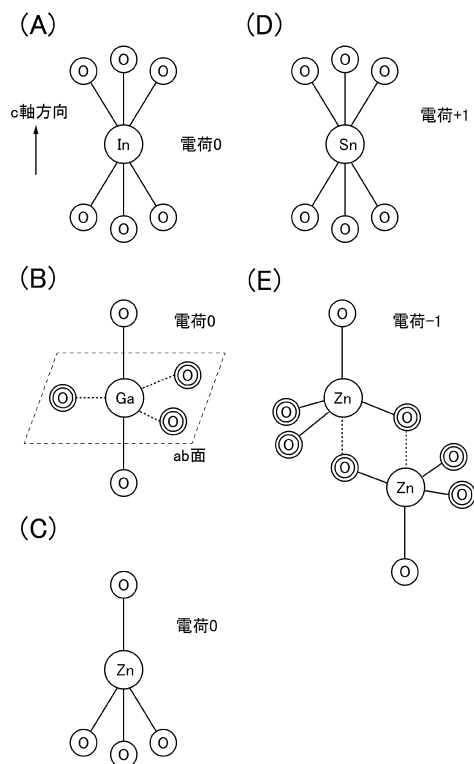 (A)
(D)
O O O
O O O
c軸方向
In
電荷0
Sn
電荷+1
O O O
O O O
(B)
(E)
O
電荷0
O
電荷-1
O Ga O O
ab面
O
Zn
O O O
O
Zn
O O
O
(C)
O
電荷0
Zn
O O O